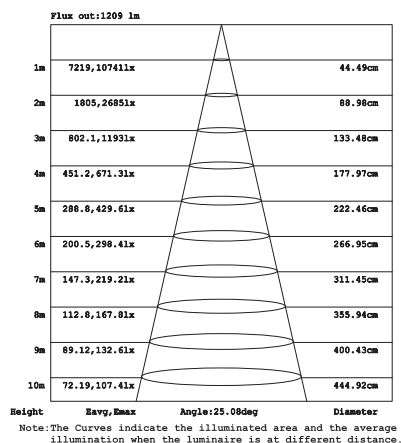 Flux out:1209 lm
1m 7219,10741lx 44.49cm
2m 1805,2685lx 88.98cm
3m 802.1,1193lx 133.48cm
4m 451.2,671.3lx 177.97cm
5m 288.8,429.6lx 222.46cm
6m 200.5,298.4lx 266.95cm
7m 147.3,219.2lx 311.45cm
8m 112.8,167.8lx 355.94cm
9m 89.12,132.6lx 400.43cm
10m 72.19,107.4lx 444.92cm
Height Eavg,Emax Angle:25.08deg Diameter
Note:The Curves indicate the illuminated area and the average
illumination when the luminaire is at different distance.